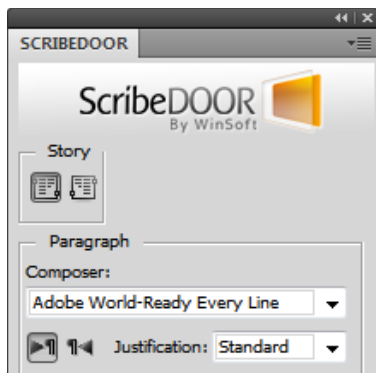 SCRIBEDOOR
ScribeDOOR
By WinSoft
Story
Paragraph
Composer:
Adobe World-Ready Every Line
Justification: Standard